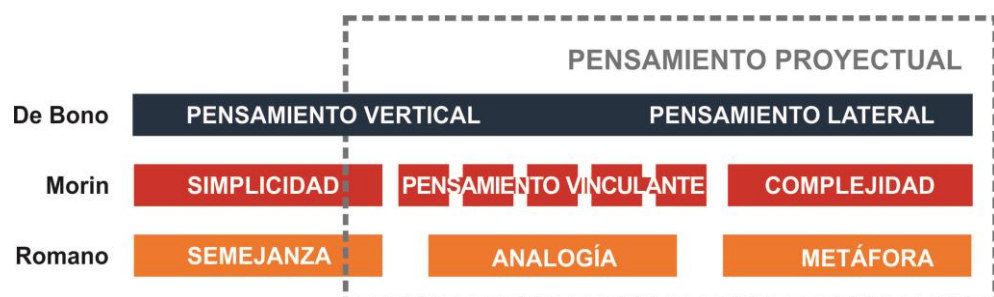 PENSAMIENTO PROYECTUAL
De Bono PENSAMIENTO VERTICAL PENSAMIENTO LATERAL
Morin SIMPLICIDAD PENSAMIENTO VINCULANTE COMPLEJIDAD
Romano SEMEJANZA ANALOGÍA METÁFORA